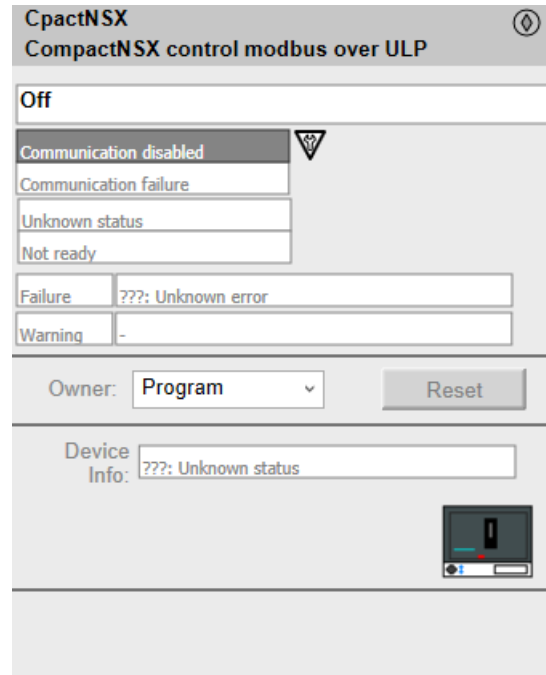 CpactNSX
CompactNSX control modbus over ULP
Off
Communication disabled
Communication failure
Unknown status
Not ready
Failure ???: Unknown error
Warning -
Owner: Program Reset
Device
Info: ???: Unknown status